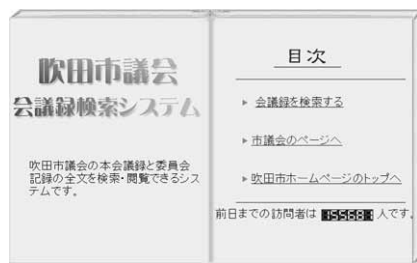 吹田市議会
会議録検索システム
吹田市議会の本会議録と委員会
記録の全文を検索・閲覧できるシス
テムです。
目次
会議録を検索する
市議会のページへ
吹田市ホームページのトップへ
前日までの訪問者は 155681 人です。